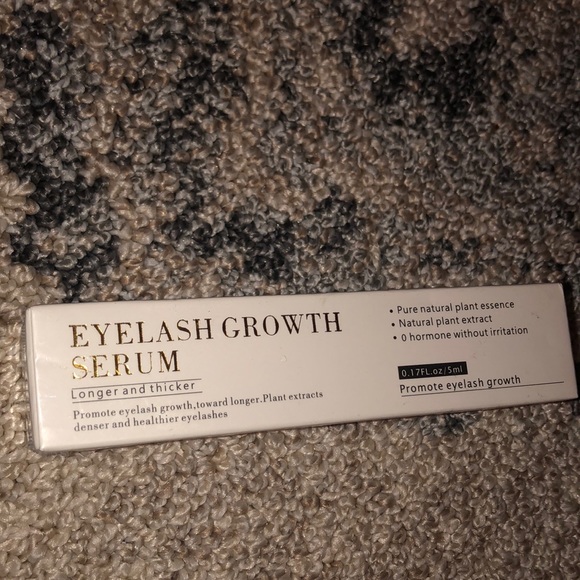 EYELASH GROWTH
SERUM
Longer and thicker
Promote eyelash growth,toward longer.Plant extracts
denser and healthier eyelashes
• Pure natural plant essence
• Natural plant extract
• 0 hormone without irritation
0.17FL.oz/5ml
Promote eyelash growth